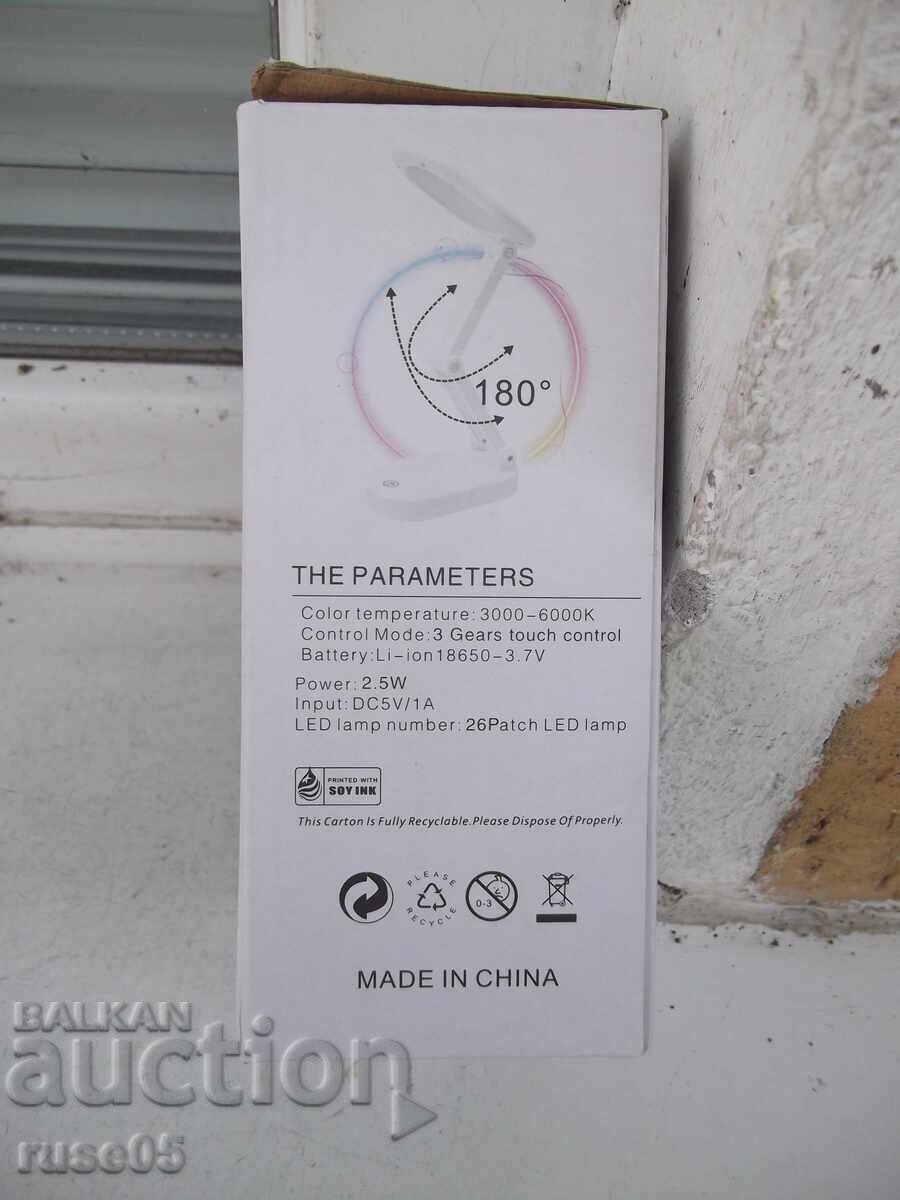 180°
THE PARAMETERS
Color temperature: 3000-6000K
Control Mode: 3 Gears touch control
Battery:Li-ion18650-3.7V
Power: 2.5W
Input: DC5V/1A
LED lamp number: 26Patch LED lamp
PRINTED WITH
SOY INK
This Carton Is Fully Recyclable.Please Dispose Of Properly.
PLEASE
RECYCLE
0-3
MADE IN CHINA
BALKAN
auction
ruse05